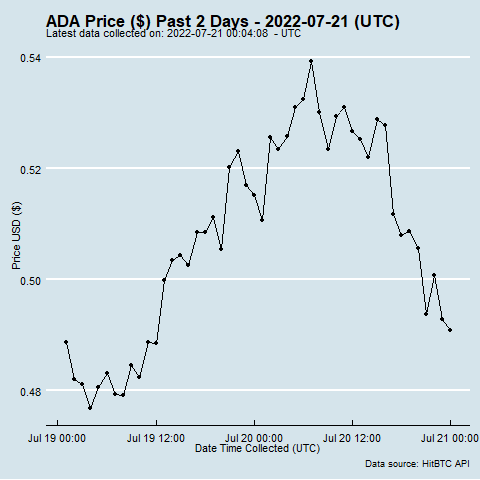 ADA Price ($) Past 2 Days - 2022-07-21 (UTC)
Latest data collected on: 2022-07-21 00:04:08 - UTC
0.54
0.52
0.50
0.48
Price USD ($)
Jul 19 00:00 Jul 19 12:00 Jul 20 00:00 Jul 20 12:00 Jul 21 00:00
Date Time Collected (UTC)
Data source: HitBTC API